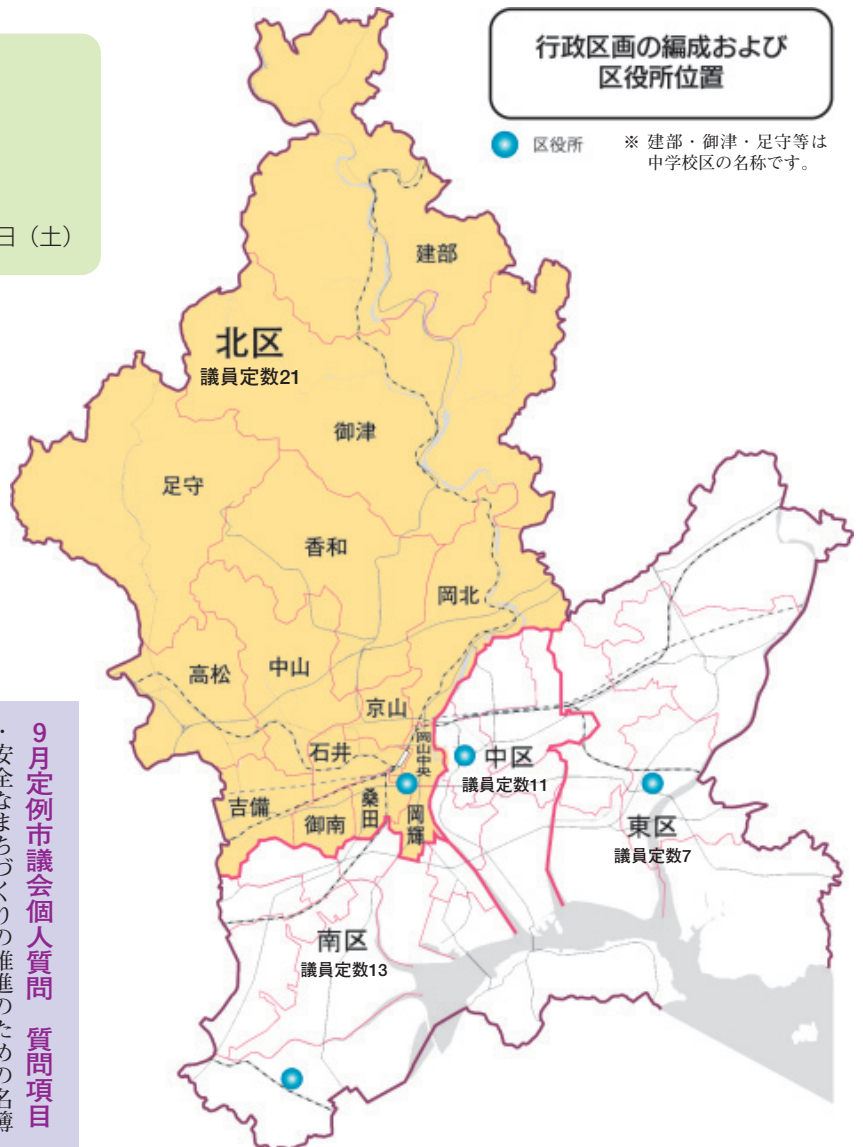 行政区画の編成および
区役所位置
区役所
※ 建部・御津・足守等は
中学校区の名称です。
日（土）
建部
北区
議員定数21
御津
足守
香和
岡北
高松
中山
京山
岡山中央
石井
中区
議員定数11
吉備
御南
桑田
岡輝
東区
議員定数7
南区
議員定数13
9月定例市議会個人質問 質問項目
・安全なまちづくりの推進のための名簿